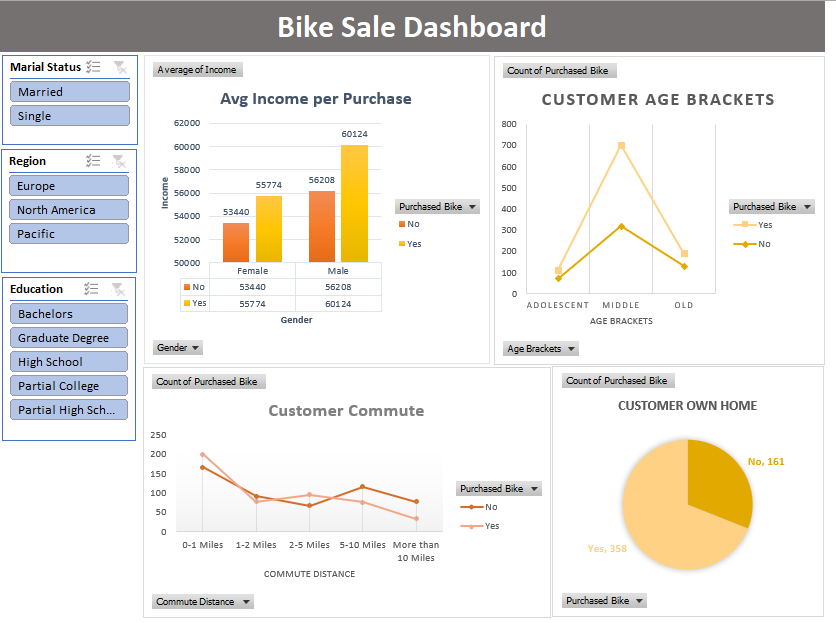 Bike Sale Dashboard
Marial Status
Married
Single
Region
Europe
North America
Pacific
Education
Bachelors
Graduate Degree
High School
Partial College
Partial High Sch...
Average of Income
Avg Income per Purchase
62000
60000
58000
56000
54000
52000
50000
Income
53440
55774
56208
60124
Female Male
No 53440 56208
Yes 55774 60124
Gender
Purchased Bike
No
Yes
Gender
Count of Purchased Bike
CUSTOMER AGE BRACKETS
800
700
600
500
400
300
200
100
0
ADOLESCENT MIDDLE OLD
AGE BRACKETS
Purchased Bike
Yes
No
Age Brackets
Count of Purchased Bike
Customer Commute
250
200
150
100
50
0
0-1 Miles 1-2 Miles 2-5 Miles 5-10 Miles More than
10 Miles
COMMUTE DISTANCE
Purchased Bike
No
Yes
Commute Distance
Count of Purchased Bike
CUSTOMER OWN HOME
No, 161
Yes, 358
Purchased Bike